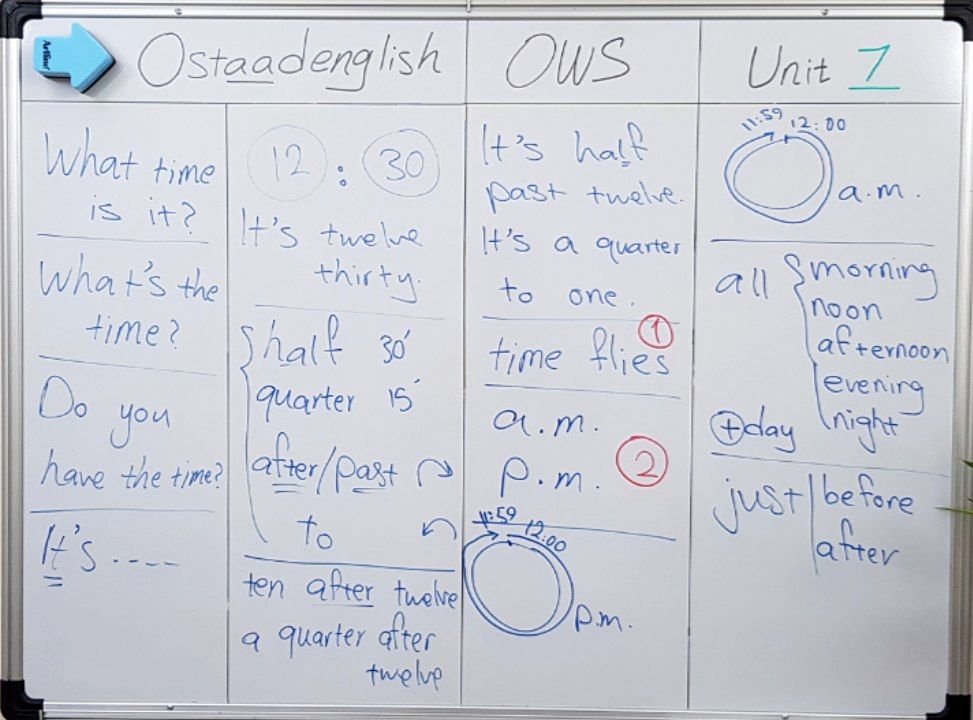 Artline
Ostaadenglish
OWS
Unit 7
What time
is it?
What's the
time?
Do you
have the time?
It's ----
12 : 30
It's twelve
thirty.
half 30'
quarter 15'
after/past
to
ten after twelve
a quarter after
twelve
It's half
past twelve.
It's a quarter
to one.
1
time flies
a.m.
p.m.
2
11:59 12:00
p.m.
11:59 12:00
a.m.
all
morning
noon
afternoon
evening
night
+day
just before
after